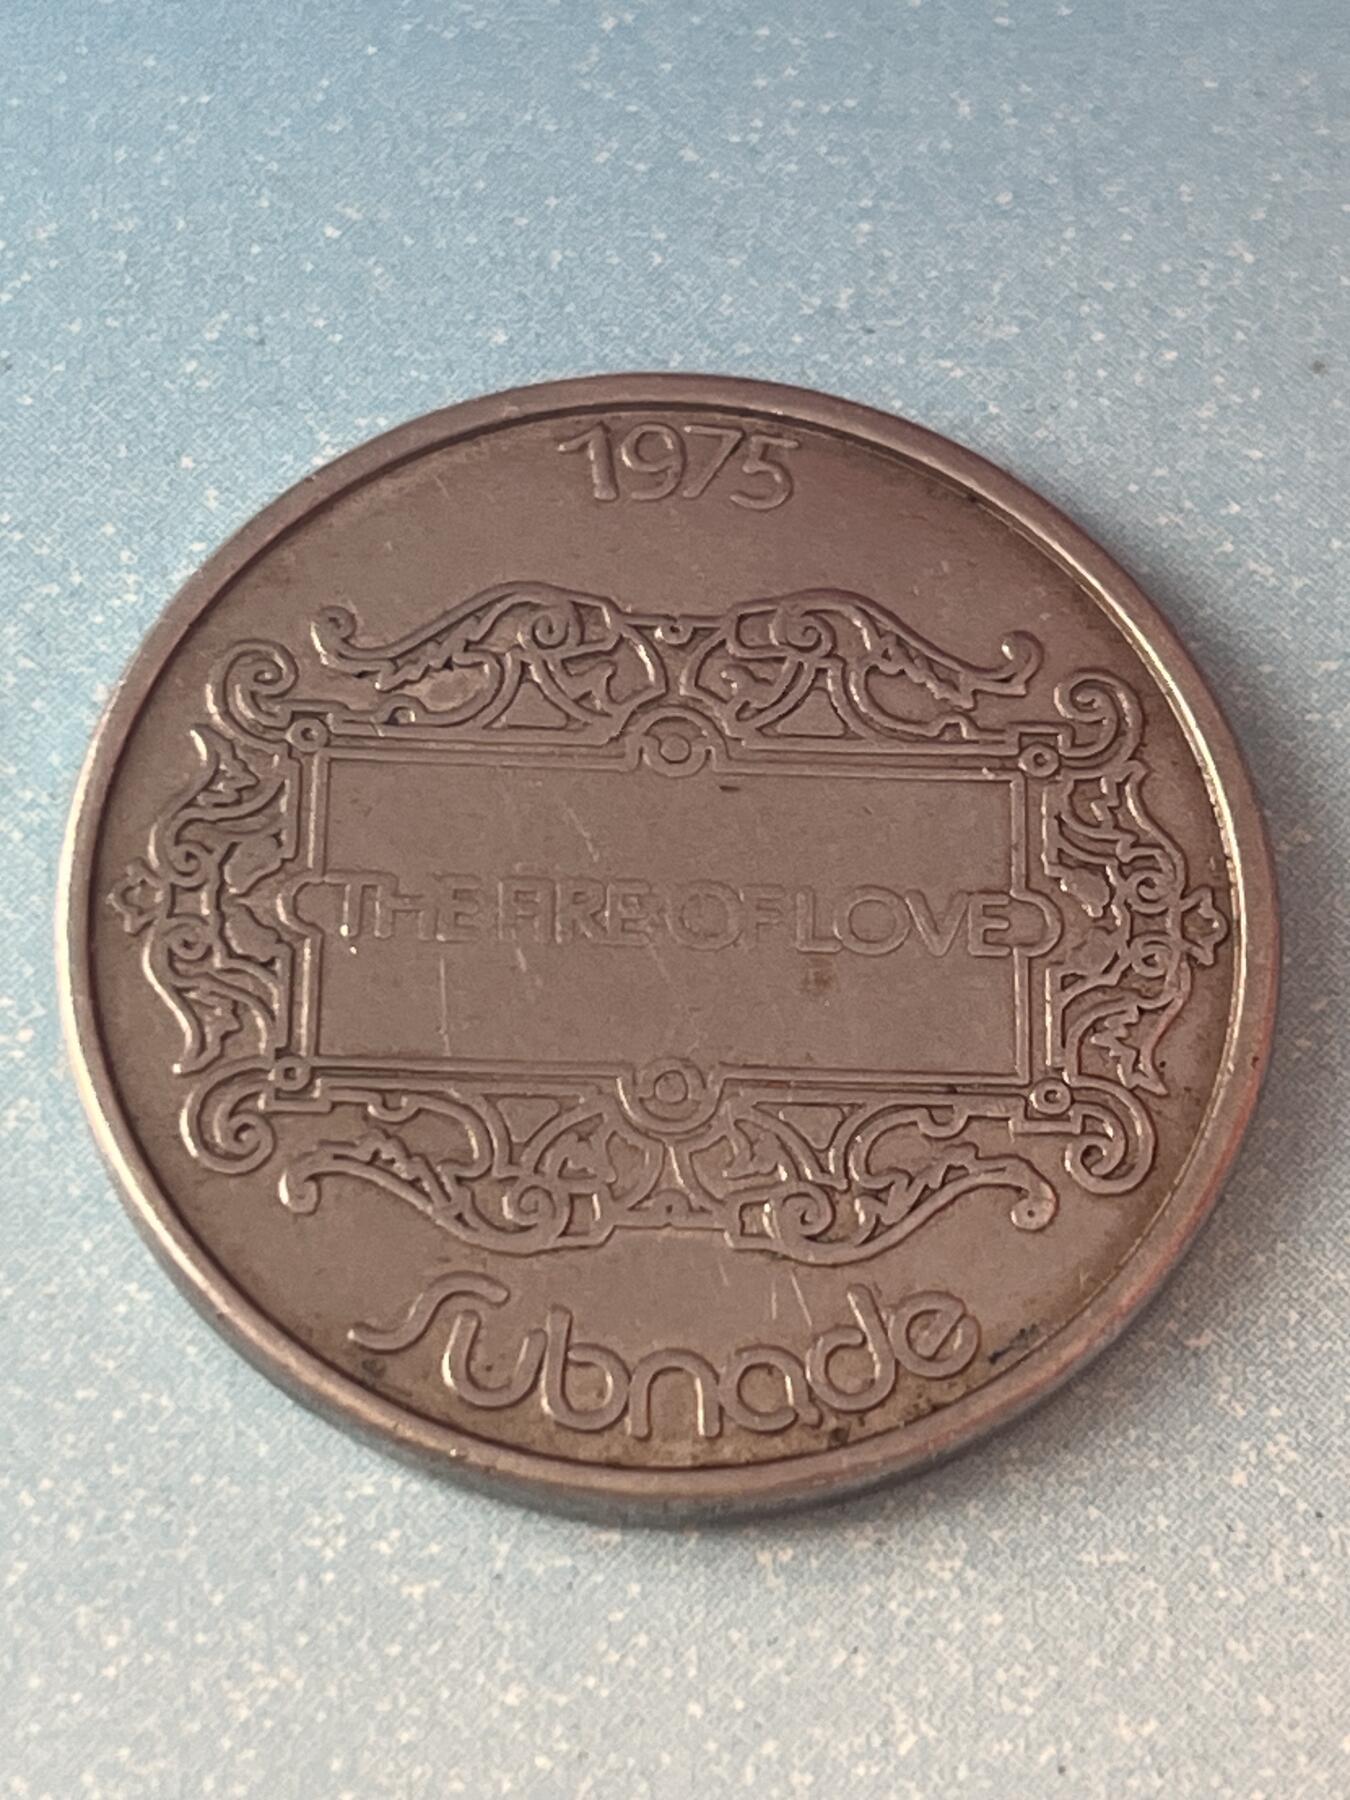 1975
THE FIRE OF LOVE
Subnade